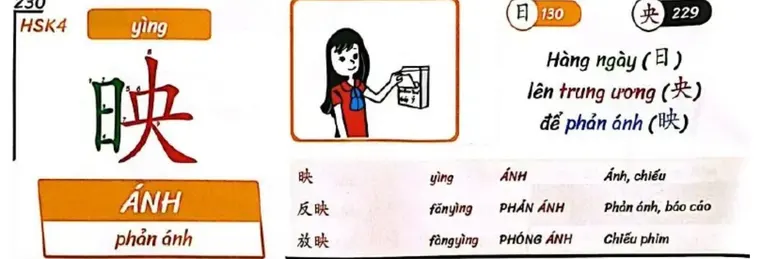 230
HSK4
yìng
映
ÁNH
phản ánh
日 130
央 229
Hàng ngày (日)
lên trung ương (央)
để phản ánh (映)
映 yìng ÁNH Ánh, chiếu
反映 fǎnyìng PHẢN ÁNH Phản ánh, báo cáo
放映 fàngyìng PHÓNG ÁNH Chiếu phim